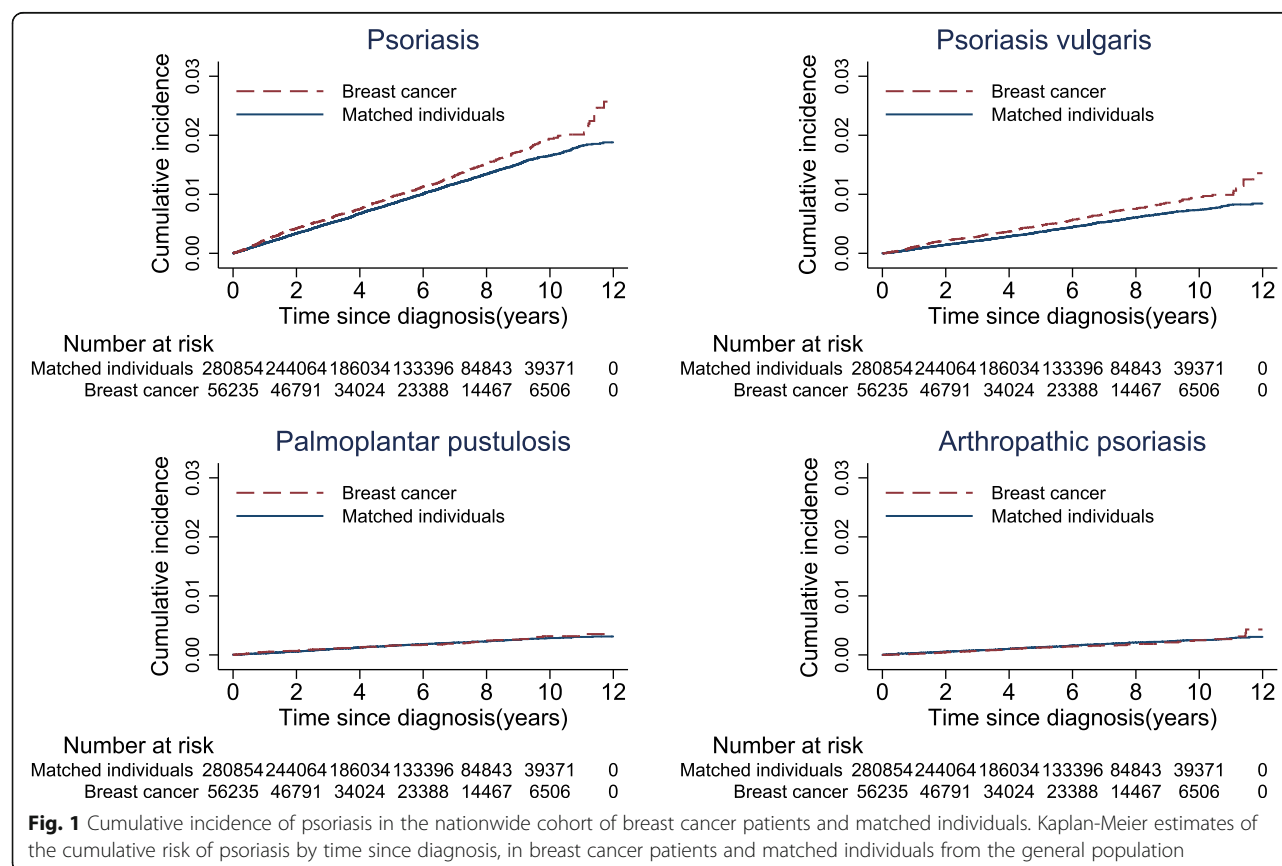 Psoriasis
Cumulative incidence
0.03
0.02
0.01
0.00
Breast cancer
Matched individuals
0 2 4 6 8 10 12
Time since diagnosis(years)
Number at risk
Matched individuals 280854 244064 186034 133396 84843 39371 0
Breast cancer 56235 46791 34024 23388 14467 6506 0
Psoriasis vulgaris
Cumulative incidence
0.03
0.02
0.01
0.00
Breast cancer
Matched individuals
0 2 4 6 8 10 12
Time since diagnosis(years)
Number at risk
Matched individuals 280854 244064 186034 133396 84843 39371 0
Breast cancer 56235 46791 34024 23388 14467 6506 0
Palmoplantar pustulosis
Cumulative incidence
0.03
0.02
0.01
0.00
Breast cancer
Matched individuals
0 2 4 6 8 10 12
Time since diagnosis(years)
Number at risk
Matched individuals 280854 244064 186034 133396 84843 39371 0
Breast cancer 56235 46791 34024 23388 14467 6506 0
Arthropathic psoriasis
Cumulative incidence
0.03
0.02
0.01
0.00
Breast cancer
Matched individuals
0 2 4 6 8 10 12
Time since diagnosis(years)
Number at risk
Matched individuals 280854 244064 186034 133396 84843 39371 0
Breast cancer 56235 46791 34024 23388 14467 6506 0
Fig. 1 Cumulative incidence of psoriasis in the nationwide cohort of breast cancer patients and matched individuals. Kaplan-Meier estimates of
the cumulative risk of psoriasis by time since diagnosis, in breast cancer patients and matched individuals from the general population